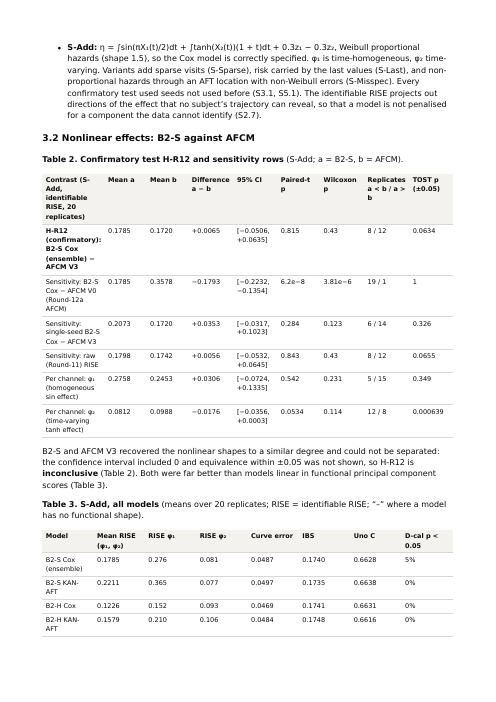 • S-Add: η = ∫sin(πX₁(t)/2)dt + ∫tanh(X₂(t))(1 + t)dt + 0.3z₁ − 0.3z₂, Weibull proportional
hazards (shape 1.5), so the Cox model is correctly specified. φ₁ is time-homogeneous, φ₂ time-
varying. Variants add sparse visits (S-Sparse), risk carried by the last values (S-Last), and non-
proportional hazards through an AFT location with non-Weibull errors (S-Misspec). Every
confirmatory test used seeds not used before (S3.1, S5.1). The identifiable RISE projects out
directions of the effect that no subject’s trajectory can reveal, so that a model is not penalised
for a component the data cannot identify (S2.7).
3.2 Nonlinear effects: B2-S against AFCM
Table 2. Confirmatory test H-R12 and sensitivity rows (S-Add; a = B2-S, b = AFCM).
Contrast (S-Add, identifiable RISE, 20 replicates) Mean a Mean b Difference a − b 95% CI Paired-t p Wilcoxon p Replicates a < b / a > b TOST p (±0.05)
H-R12 (confirmatory): B2-S Cox (ensemble) − AFCM V3 0.1785 0.1720 +0.0065 [−0.0506, +0.0635] 0.815 0.43 8 / 12 0.0634
Sensitivity: B2-S Cox − AFCM V0 (Round-12a AFCM) 0.1785 0.3578 −0.1793 [−0.2232, −0.1354] 6.2e−8 3.81e−6 19 / 1 1
Sensitivity: single-seed B2-S Cox − AFCM V3 0.2073 0.1720 +0.0353 [−0.0317, +0.1023] 0.284 0.123 6 / 14 0.326
Sensitivity: raw (Round-11) RISE 0.1798 0.1742 +0.0056 [−0.0532, +0.0645] 0.843 0.43 8 / 12 0.0655
Per channel: φ₁ (homogeneous sin effect) 0.2758 0.2453 +0.0306 [−0.0724, +0.1335] 0.542 0.231 5 / 15 0.349
Per channel: φ₂ (time-varying tanh effect) 0.0812 0.0988 −0.0176 [−0.0356, +0.0003] 0.0534 0.114 12 / 8 0.000639
B2-S and AFCM V3 recovered the nonlinear shapes to a similar degree and could not be separated:
the confidence interval included 0 and equivalence within ±0.05 was not shown, so H-R12 is
inconclusive (Table 2). Both were far better than models linear in functional principal component
scores (Table 3).
Table 3. S-Add, all models (means over 20 replicates; RISE = identifiable RISE; “–” where a model
has no functional shape).
Model Mean RISE (φ₁, φ₂) RISE φ₁ RISE φ₂ Curve error IBS Uno C D-cal p < 0.05
B2-S Cox (ensemble) 0.1785 0.276 0.081 0.0487 0.1740 0.6628 5%
B2-S KAN-AFT 0.2211 0.365 0.077 0.0497 0.1735 0.6638 0%
B2-H Cox 0.1226 0.152 0.093 0.0469 0.1741 0.6631 0%
B2-H KAN-AFT 0.1579 0.210 0.106 0.0484 0.1748 0.6616 0%